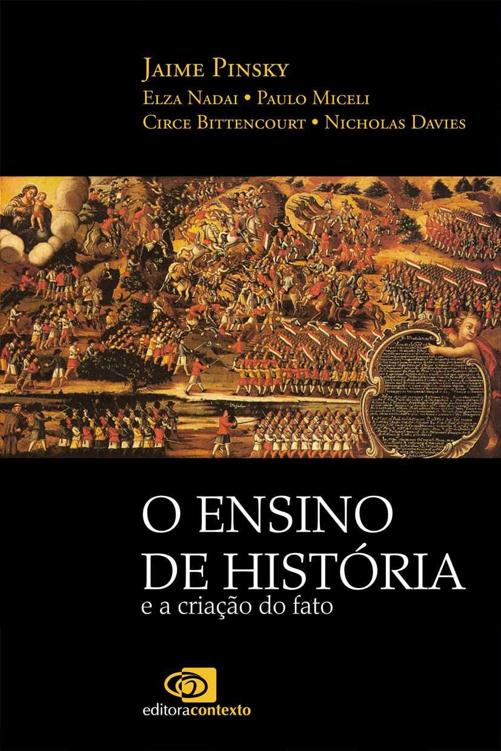 JAIME PINSKY
ELZA NADAI • PAULO MICELI
CIRCE BITTENCOURT • NICHOLAS DAVIES
O ENSINO
DE HISTÓRIA
e a criação do fato
editoracontexto